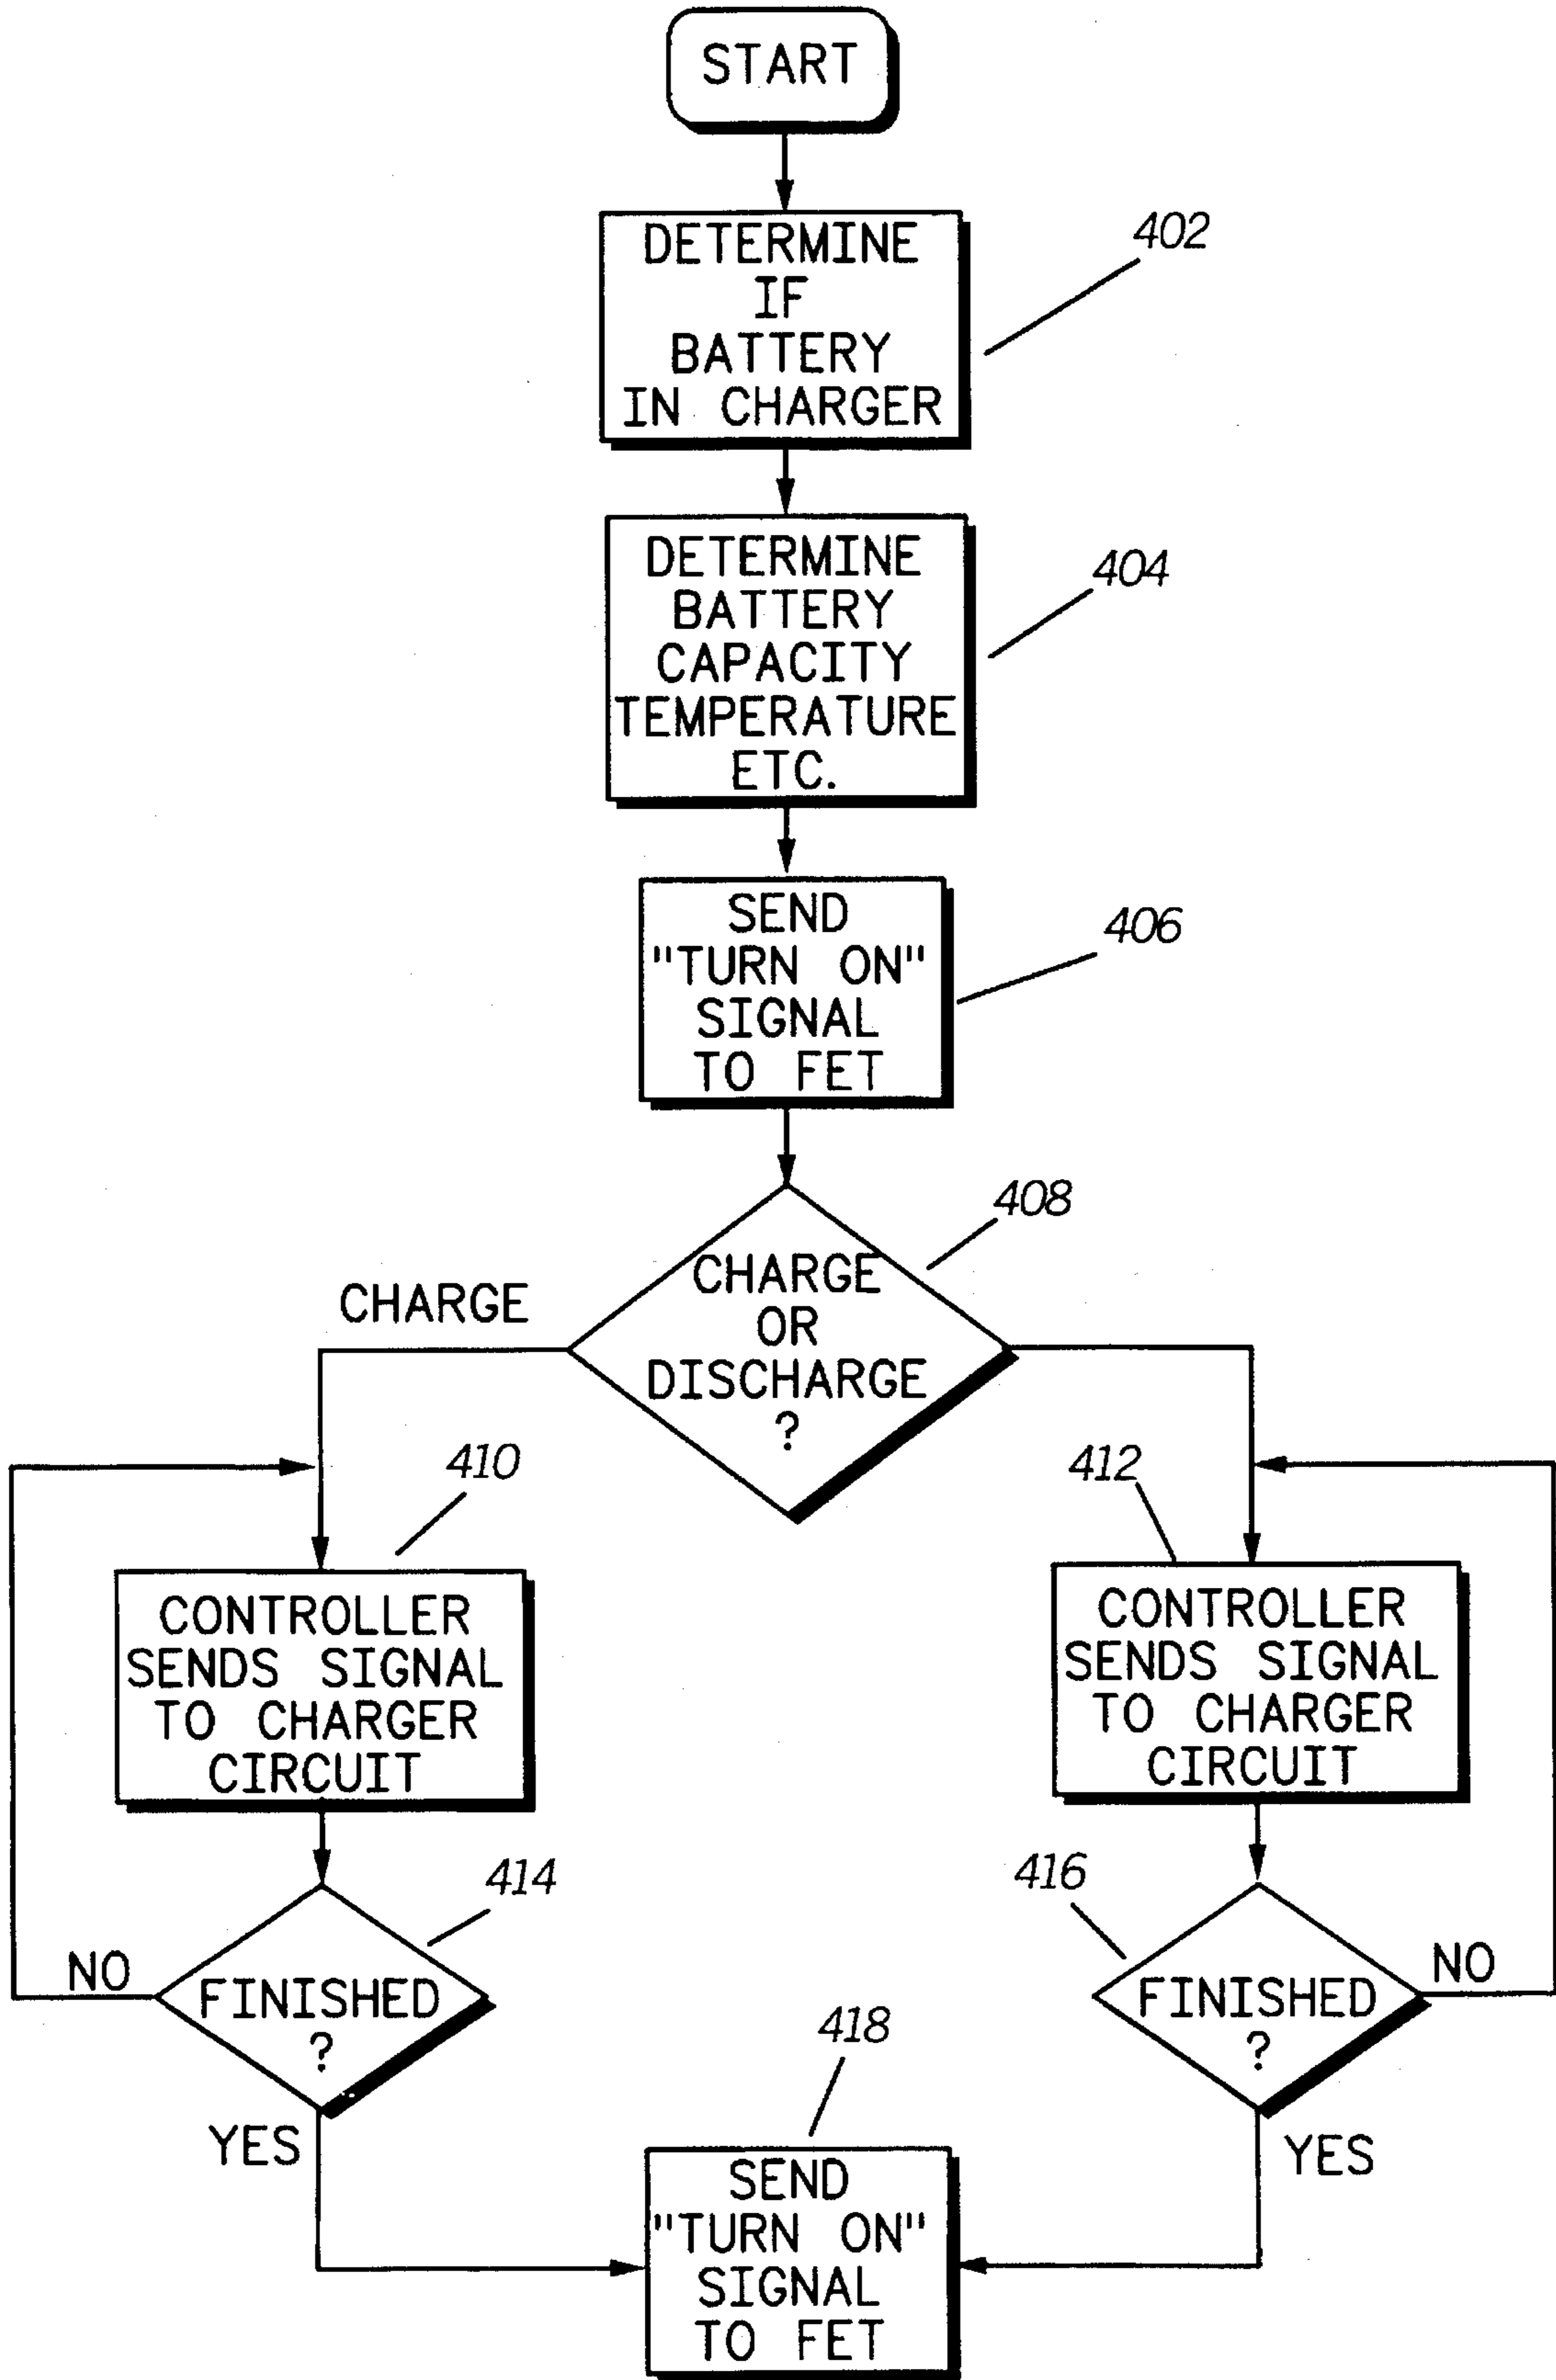 START
DETERMINE
IF
BATTERY
IN CHARGER
402
DETERMINE
BATTERY
CAPACITY
TEMPERATURE
ETC.
404
SEND
"TURN ON"
SIGNAL
TO FET
406
408
CHARGE
OR
DISCHARGE
?
CHARGE
410
CONTROLLER
SENDS SIGNAL
TO CHARGER
CIRCUIT
412
CONTROLLER
SENDS SIGNAL
TO CHARGER
CIRCUIT
414
FINISHED
?
NO
YES
416
FINISHED
?
NO
YES
418
SEND
"TURN ON"
SIGNAL
TO FET